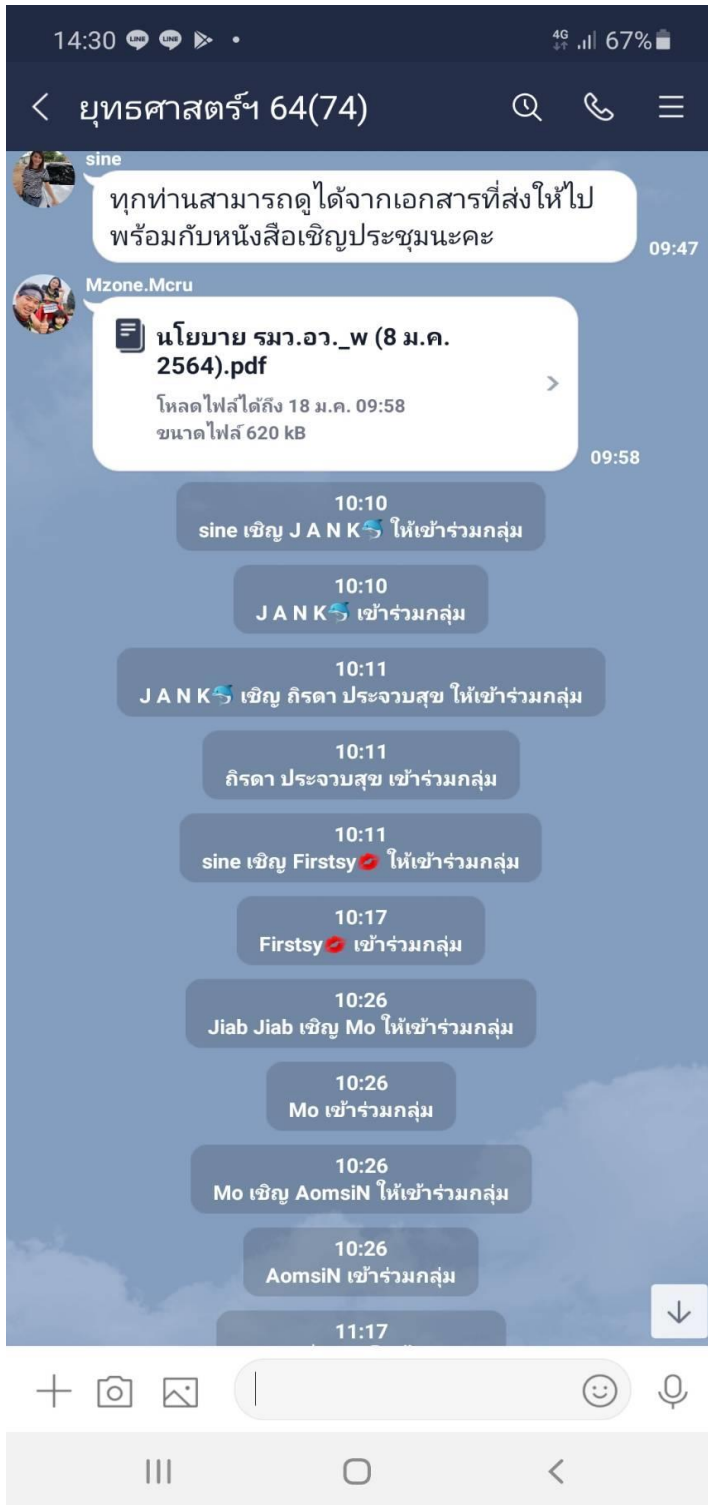 14:30
4G 67%
ยุทธศาสตร์ฯ 64(74)
sine
ทุกท่านสามารถดูได้จากเอกสารที่ส่งให้ไป
พร้อมกับหนังสือเชิญประชุมนะคะ
09:47
Mzone.Mcru
นโยบาย รมว.อว._w (8 ม.ค.
2564).pdf
โหลดไฟล์ได้ถึง 18 ม.ค. 09:58
ขนาดไฟล์ 620 kB
09:58
10:10
sine เชิญ J A N K🐬 ให้เข้าร่วมกลุ่ม
10:10
J A N K🐬 เข้าร่วมกลุ่ม
10:11
J A N K🐬 เชิญ ถิรดา ประจวบสุข ให้เข้าร่วมกลุ่ม
10:11
ถิรดา ประจวบสุข เข้าร่วมกลุ่ม
10:11
sine เชิญ Firstsy💋 ให้เข้าร่วมกลุ่ม
10:17
Firstsy💋 เข้าร่วมกลุ่ม
10:26
Jiab Jiab เชิญ Mo ให้เข้าร่วมกลุ่ม
10:26
Mo เข้าร่วมกลุ่ม
10:26
Mo เชิญ AomsiN ให้เข้าร่วมกลุ่ม
10:26
AomsiN เข้าร่วมกลุ่ม
11:17